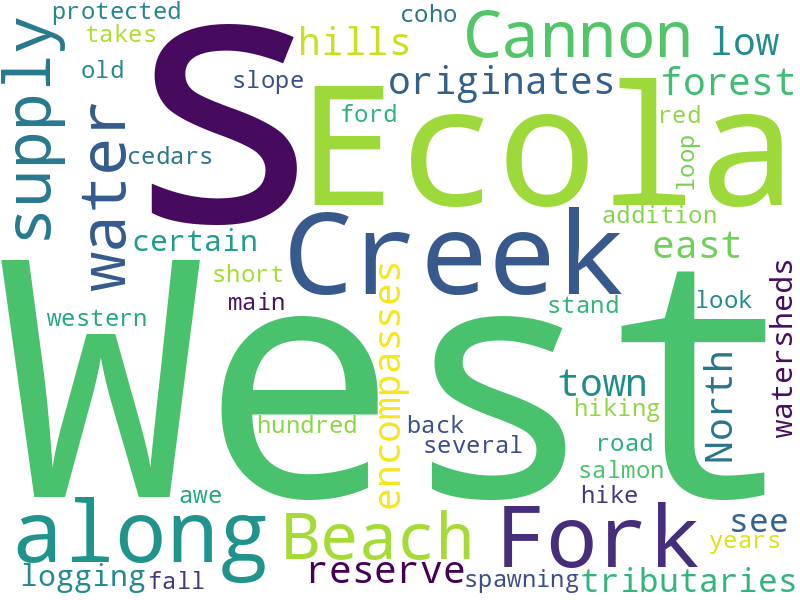 protected
coho
takes
Cannon
low
hills
old
slope
originates
forest
S
Ecola
supply
water
ford
red
cedars
loop
addition
Creek
certain
east
short
main
encompasses
stand
look
watersheds
western
West
town
North
hiking
hundred
back
several
road
salmon
awe
hike
along
Beach
Fork
see
years
logging
fall
reserve
spawning
tributaries